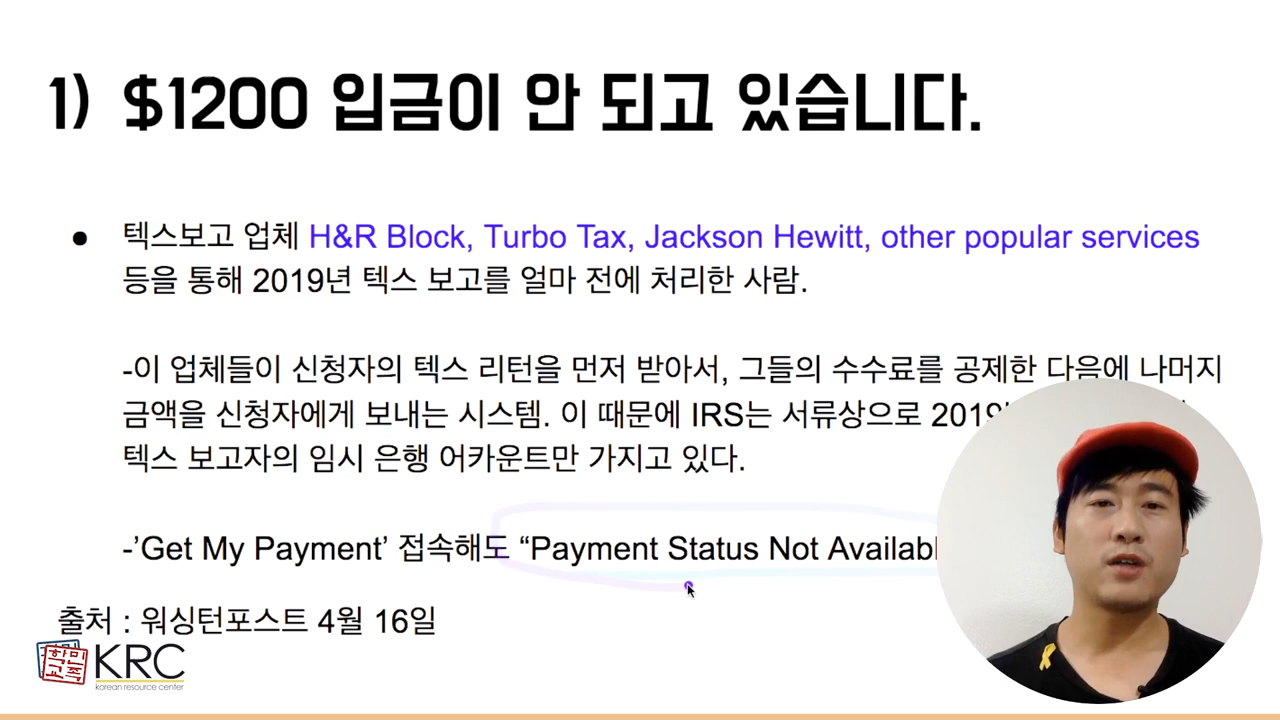 1) $1200 입금이 안 되고 있습니다.
● 텍스보고 업체 H&R Block, Turbo Tax, Jackson Hewitt, other popular services
등을 통해 2019년 텍스 보고를 얼마 전에 처리한 사람.
-이 업체들이 신청자의 텍스 리턴을 먼저 받아서, 그들의 수수료를 공제한 다음에 나머지
금액을 신청자에게 보내는 시스템. 이 때문에 IRS는 서류상으로
텍스 보고자의 임시 은행 어카운트만 가지고 있다.
-’Get My Payment’ 접속해도 “Payment Status Not
출처 : 워싱턴포스트 4월 16일
KRC
korean resource center